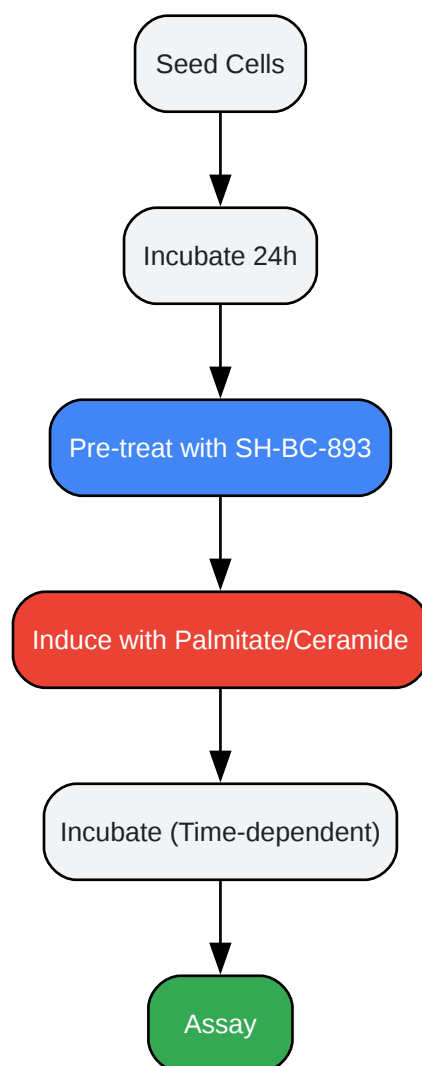 Seed Cells
Incubate 24h
Pre-treat with SH-BC-893
Induce with Palmitate/Ceramide
Incubate (Time-dependent)
Assay